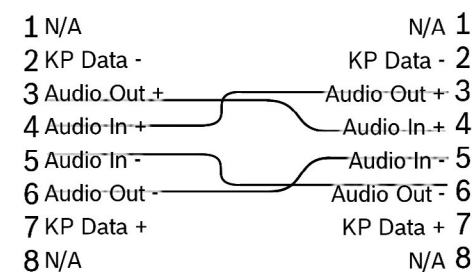 1 N/A N/A 1
2 KP Data - KP Data - 2
3 Audio Out + Audio Out + 3
4 Audio In + Audio In + 4
5 Audio In - Audio In - 5
6 Audio Out - Audio Out - 6
7 KP Data + KP Data + 7
8 N/A N/A 8